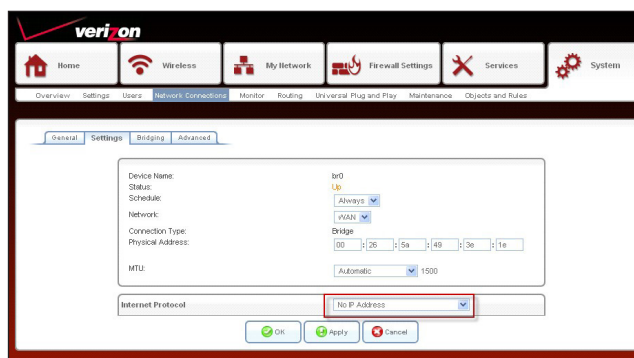 verizon
Home Wireless My Network Firewall Settings Services System
Overview Settings Users Network Connections Monitor Routing Universal Plug and Play Maintenance Objects and Rules
General Settings Bridging Advanced
Device Name: br0
Status: Up
Schedule: Always
Network: WAN
Connection Type: Bridge
Physical Address: 00 : 26 : 5a : 49 : 3e : 1e
MTU: Automatic 1500
Internet Protocol No IP Address
OK Apply Cancel